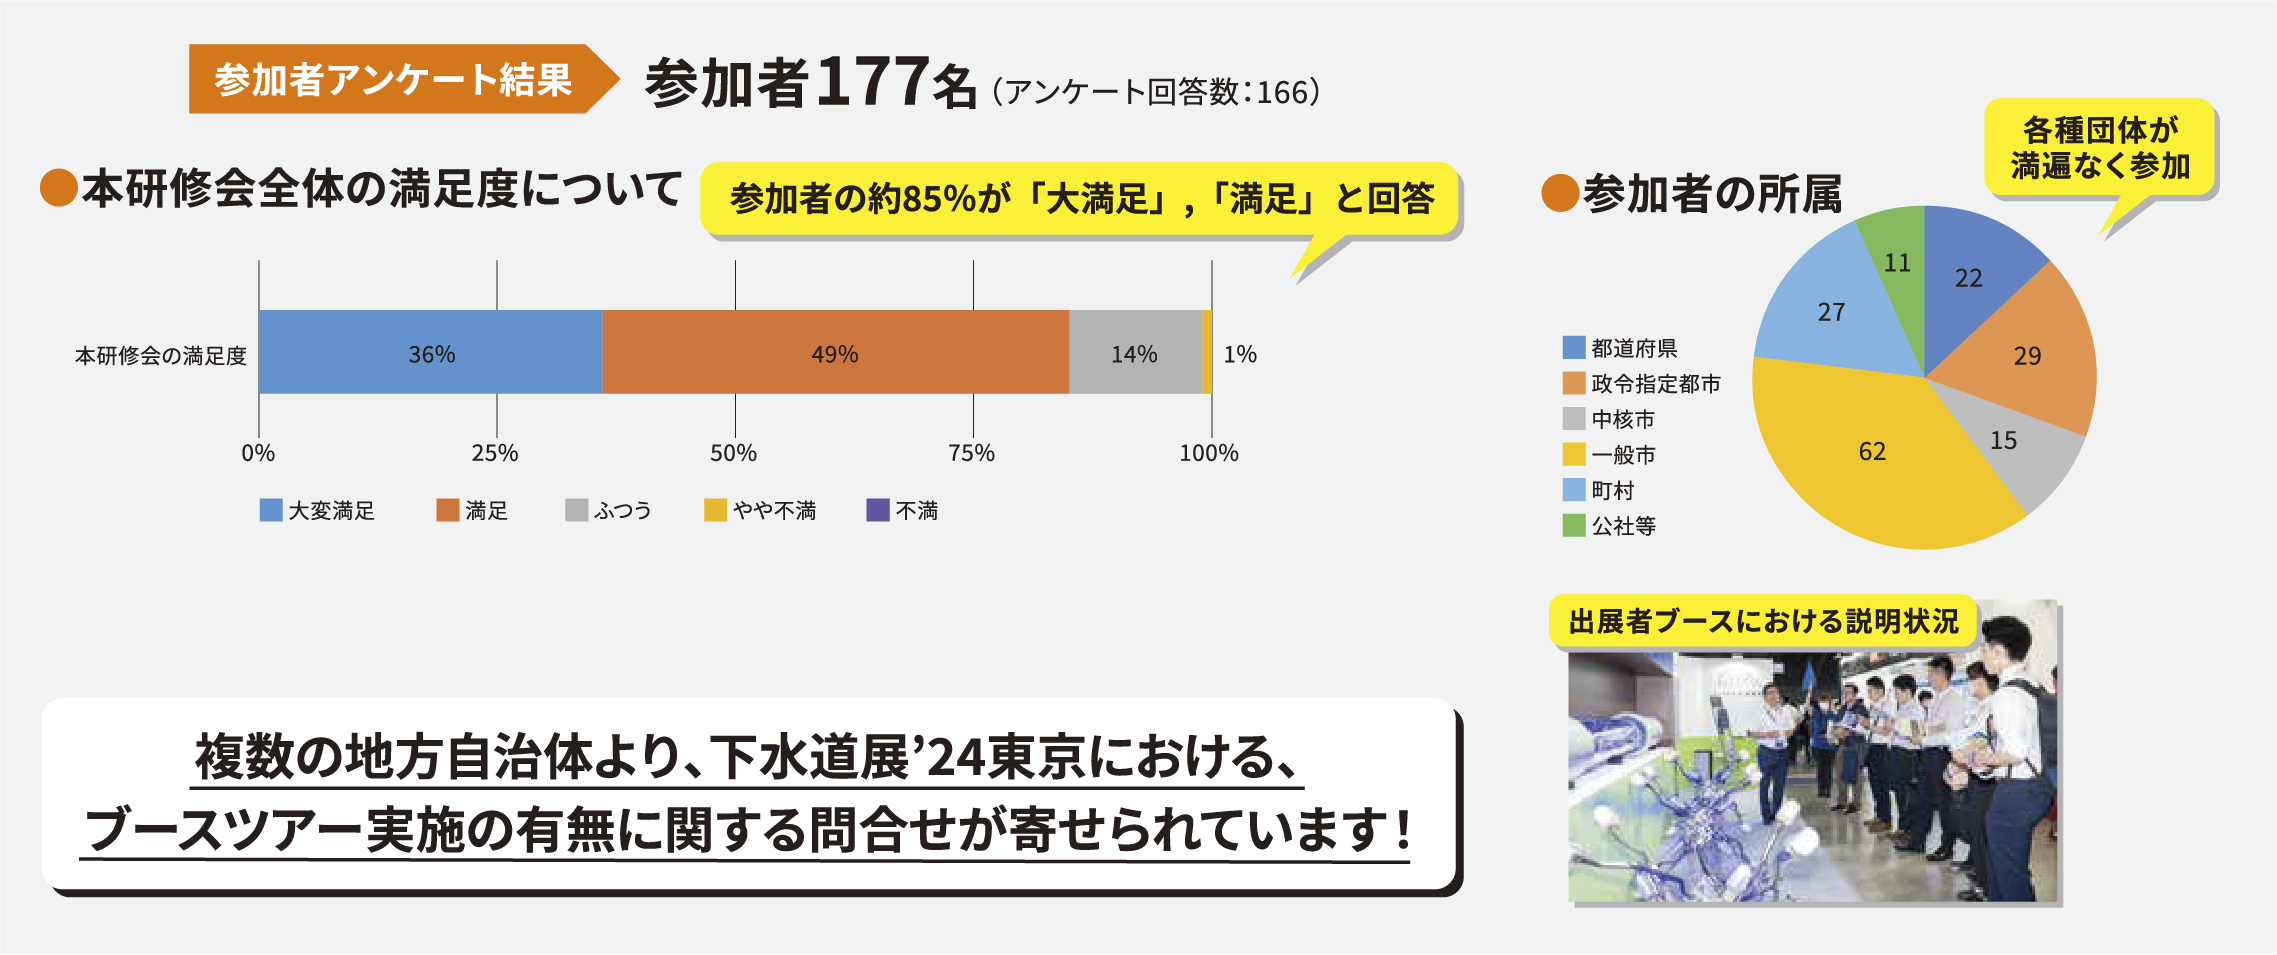 参加者アンケート結果
参加者177名（アンケート回答数：166）
●本研修会全体の満足度について
参加者の約85％が「大満足」,「満足」と回答
本研修会の満足度
36%
49%
14%
1%
0%
25%
50%
75%
100%
大変満足
満足
ふつう
やや不満
不満
●参加者の所属
各種団体が
満遍なく参加
都道府県
政令指定都市
中核市
一般市
町村
公社等
22
29
15
62
27
11
出展者ブースにおける説明状況
複数の地方自治体より、下水道展’24東京における、
ブースツアー実施の有無に関する問合せが寄せられています！